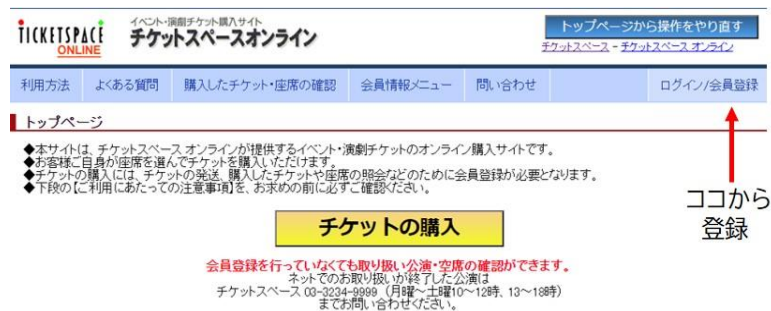 TICKETSPACE
ONLINE
イベント・演劇チケット購入サイト
チケットスペースオンライン
トップページから操作をやり直す
チケットスペース - チケットスペース オンライン
利用方法 よくある質問 購入したチケット・座席の確認 会員情報メニュー 問い合わせ ログイン/会員登録
トップページ
◆本サイトは、チケットスペース オンラインが提供するイベント・演劇チケットのオンライン購入サイトです。
◆お客様ご自身が座席を選んでチケットを購入いただけます。
◆チケットの購入には、チケットの発送、購入したチケットや座席の照会などのために会員登録が必要となります。
◆下段の【ご利用にあたっての注意事項】を、お求めの前に必ずご確認ください。
ココから
登録
チケットの購入
会員登録を行っていなくても取り扱い公演・空席の確認ができます。
ネットでのお取り扱いが終了した公演は
チケットスペース 03-3234-9999 (月曜～土曜10～12時、13～18時)
までお問い合わせください。